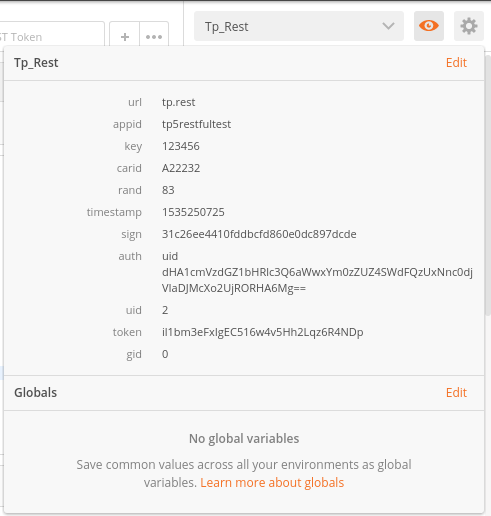 ST Token
+
Tp_Rest
Tp_Rest Edit
url tp.rest
appid tp5restfultest
key 123456
carid A22232
rand 83
timestamp 1535250725
sign 31c26ee4410fddbcfd860e0dc897dcde
auth uid
dHA1cmVzdGZ1bHRlc3Q6aWwxYm0zZUZ4SWdFQzUxNnc0dj
VIaDJMcXo2UjRORHA6Mg==
uid 2
token il1bm3eFxIgEC516w4v5Hh2Lqz6R4NDp
gid 0
Globals Edit
No global variables
Save common values across all your environments as global
variables. Learn more about globals